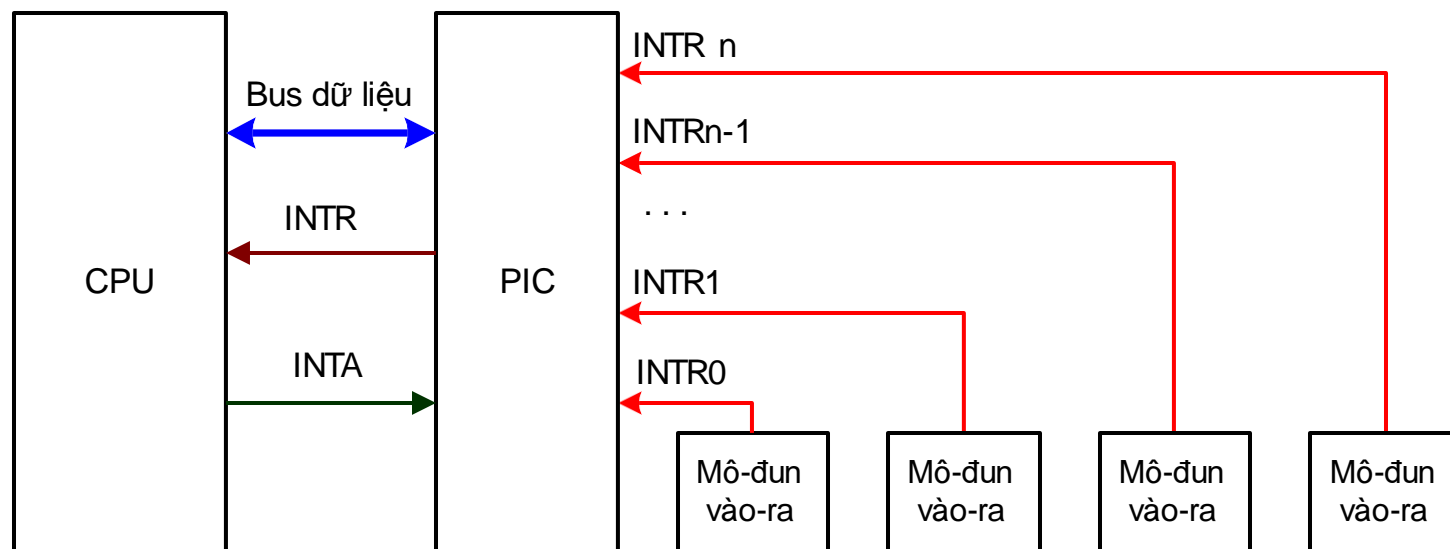 INTR n
Bus dữ liệu
INTRn-1
. . .
INTR
CPU
PIC
INTR1
INTA
INTR0
Mô-đun
vào-ra
Mô-đun
vào-ra
Mô-đun
vào-ra
Mô-đun
vào-ra